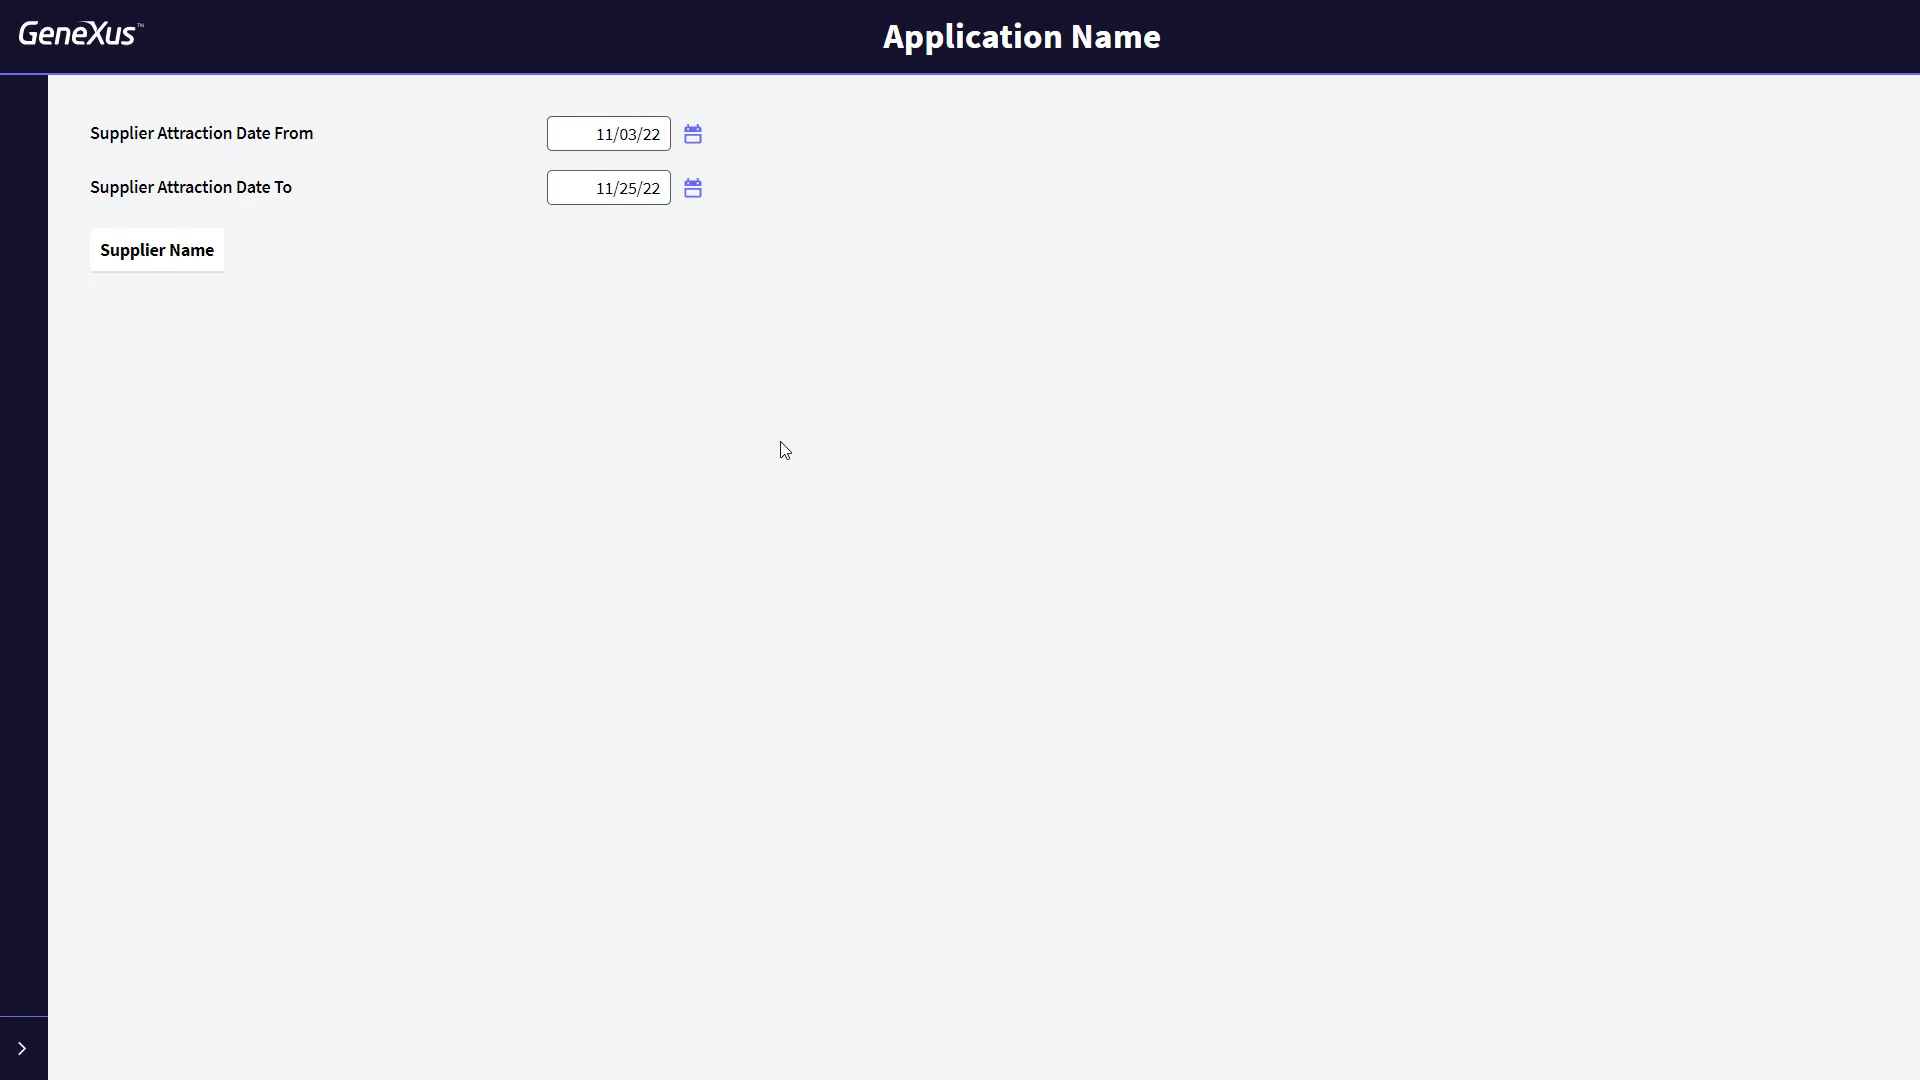 GeneXus™
Application Name
Supplier Attraction Date From
11/03/22
Supplier Attraction Date To
11/25/22
Supplier Name